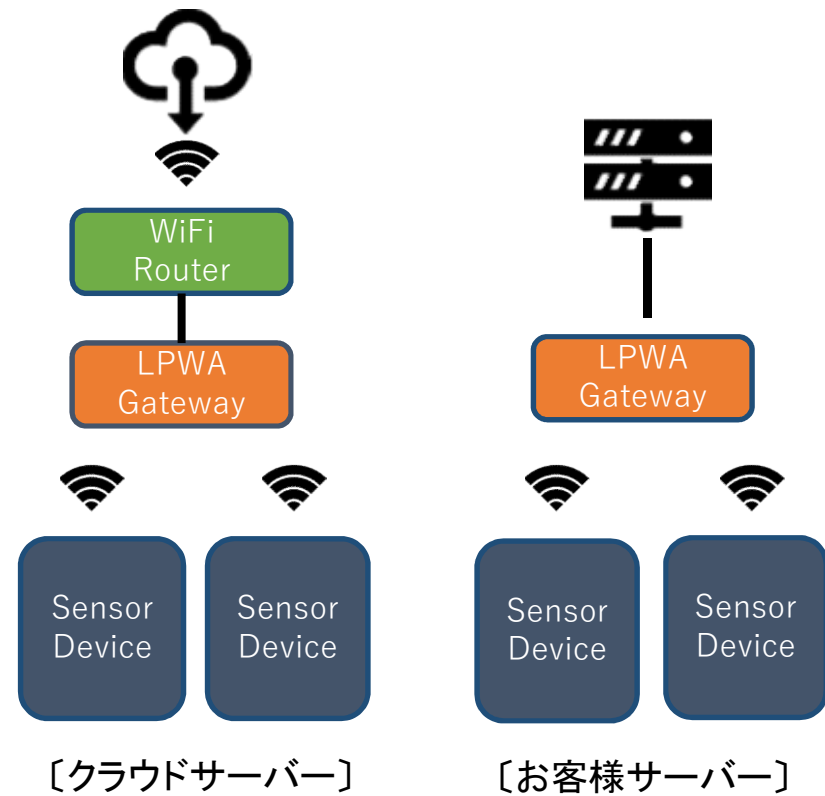 WiFi
Router
LPWA
Gateway
Sensor
Device
Sensor
Device
〔クラウドサーバー〕
LPWA
Gateway
Sensor
Device
Sensor
Device
〔お客様サーバー〕